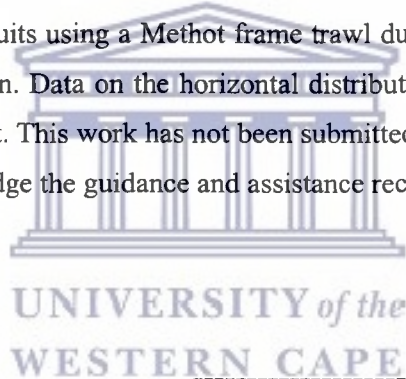 uits using a Methot frame trawl du
n. Data on the horizontal distribut
t. This work has not been submitted
dge the guidance and assistance rec
UNIVERSITY of the
WESTERN CAPE